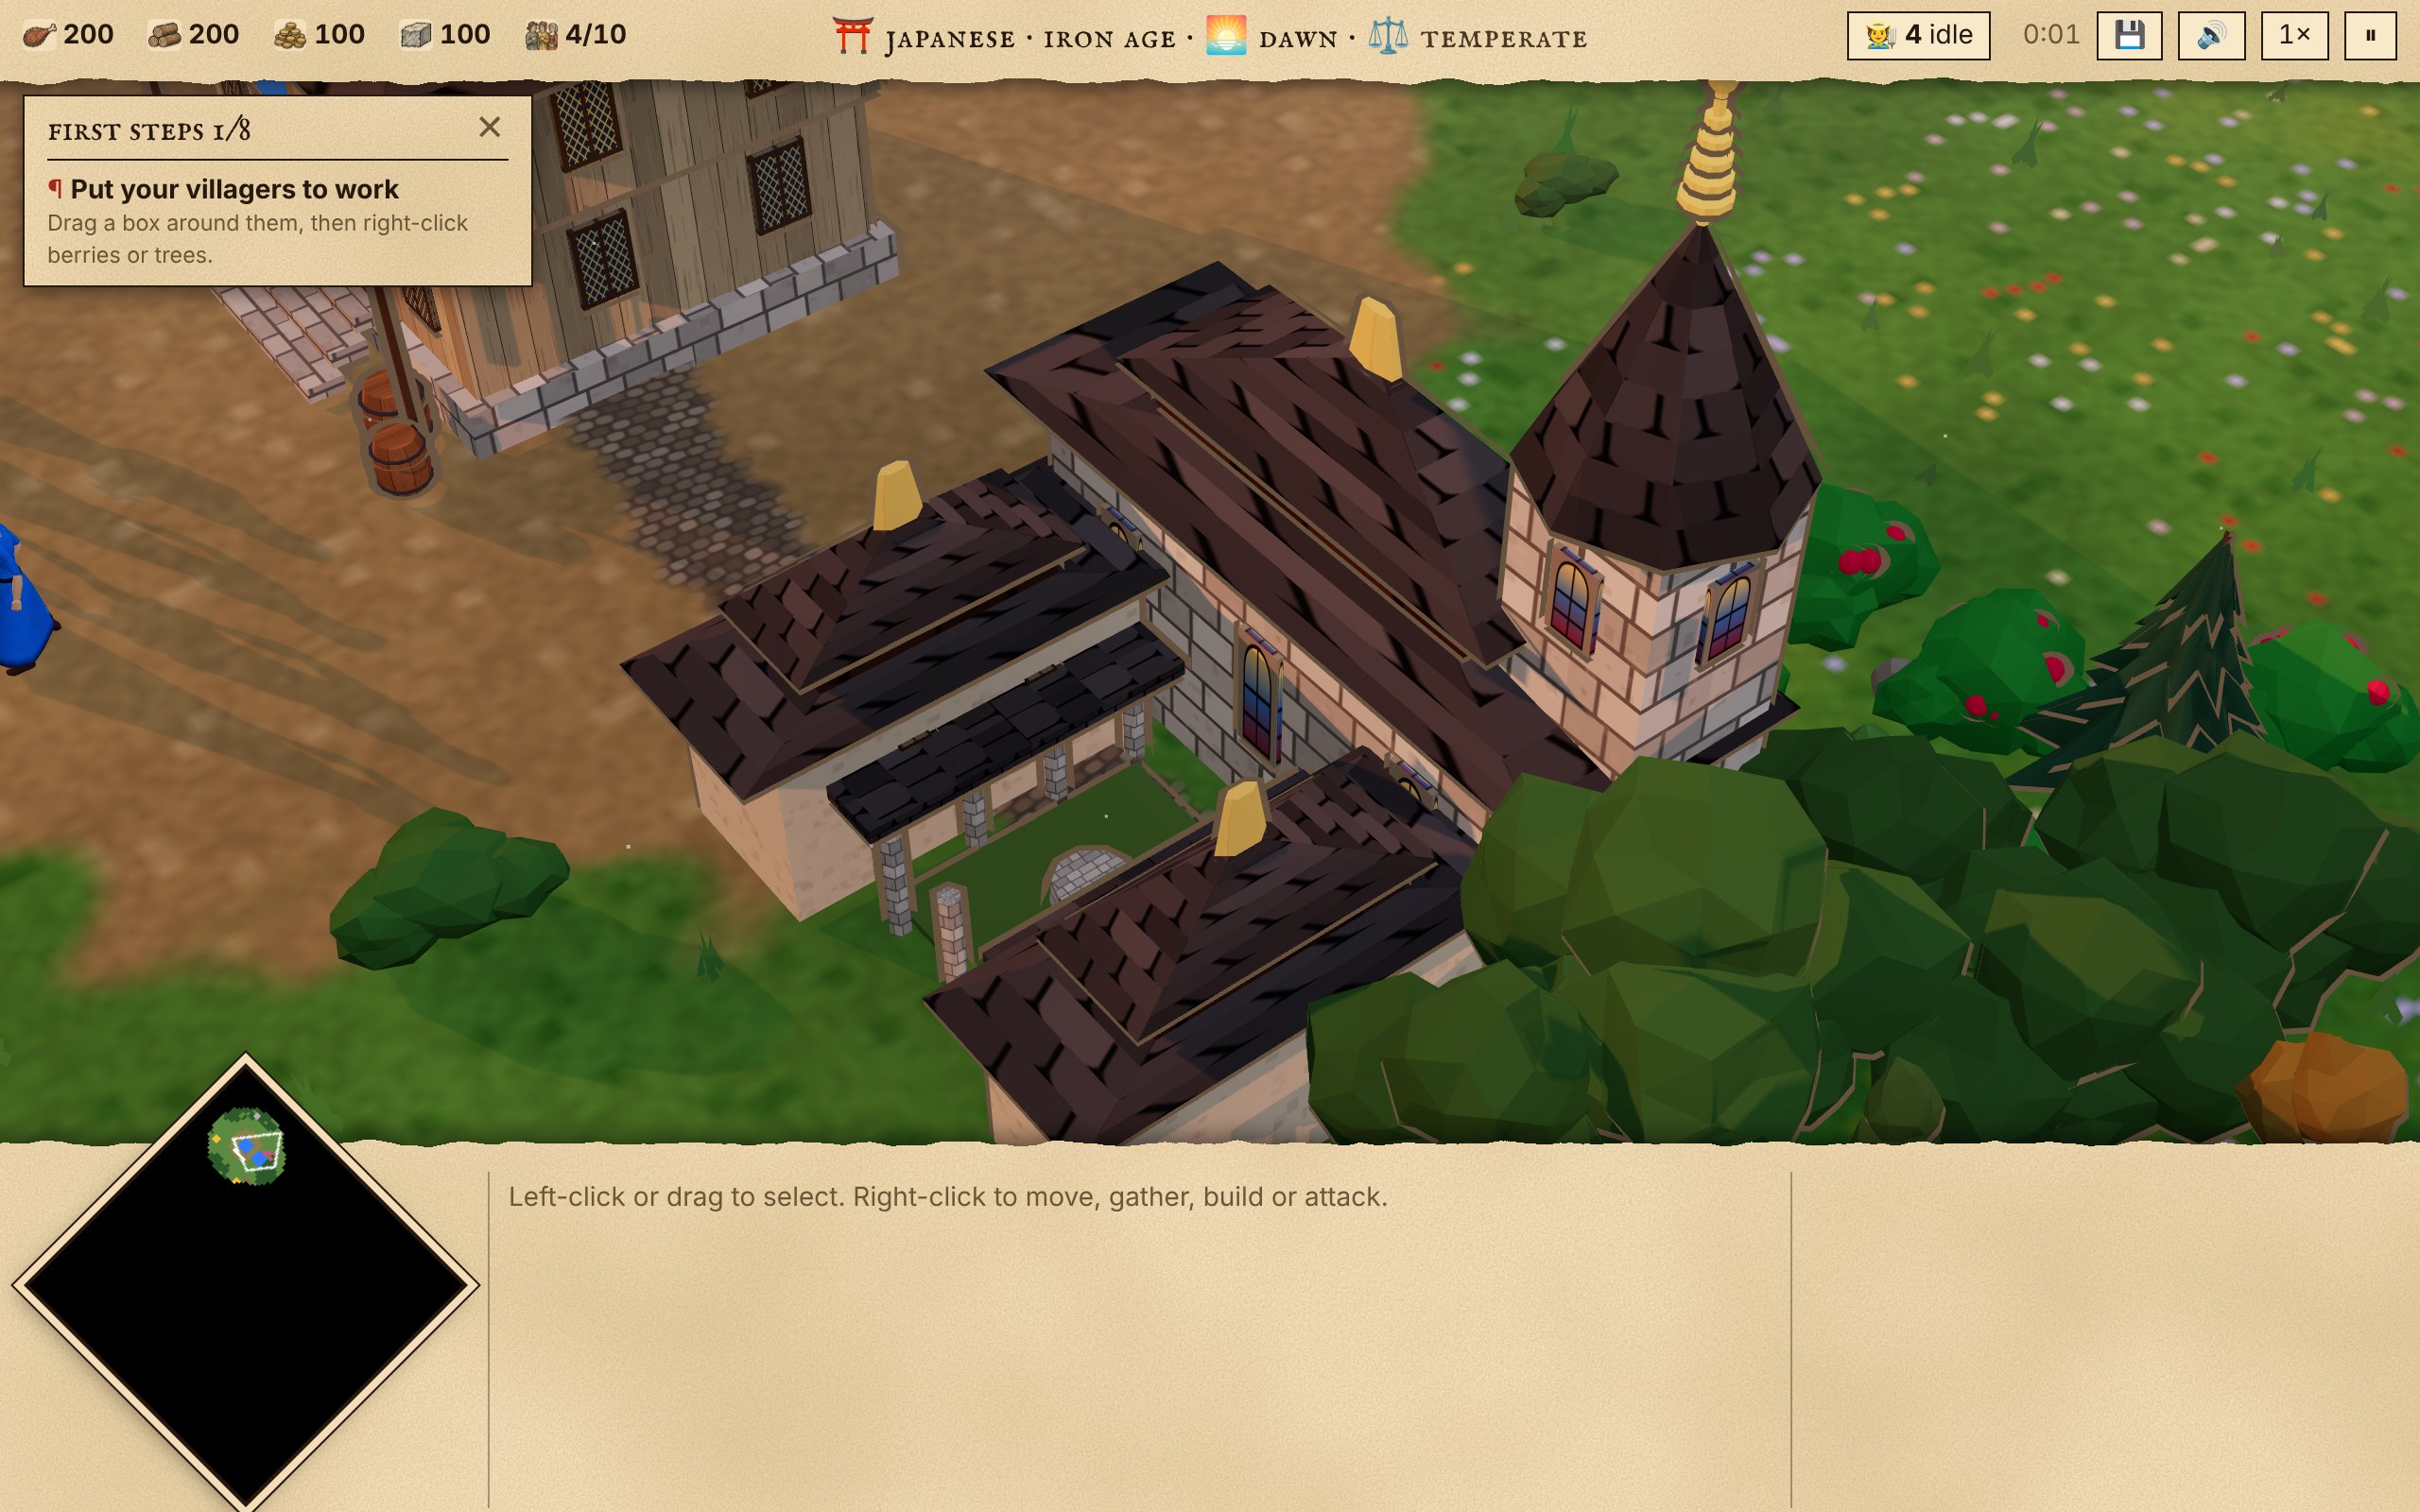 200 200 100 100 4/10
JAPANESE · IRON AGE · DAWN · TEMPERATE
4 idle 0:01 1×
FIRST STEPS 1/8
¶ Put your villagers to work
Drag a box around them, then right-click
berries or trees.
Left-click or drag to select. Right-click to move, gather, build or attack.